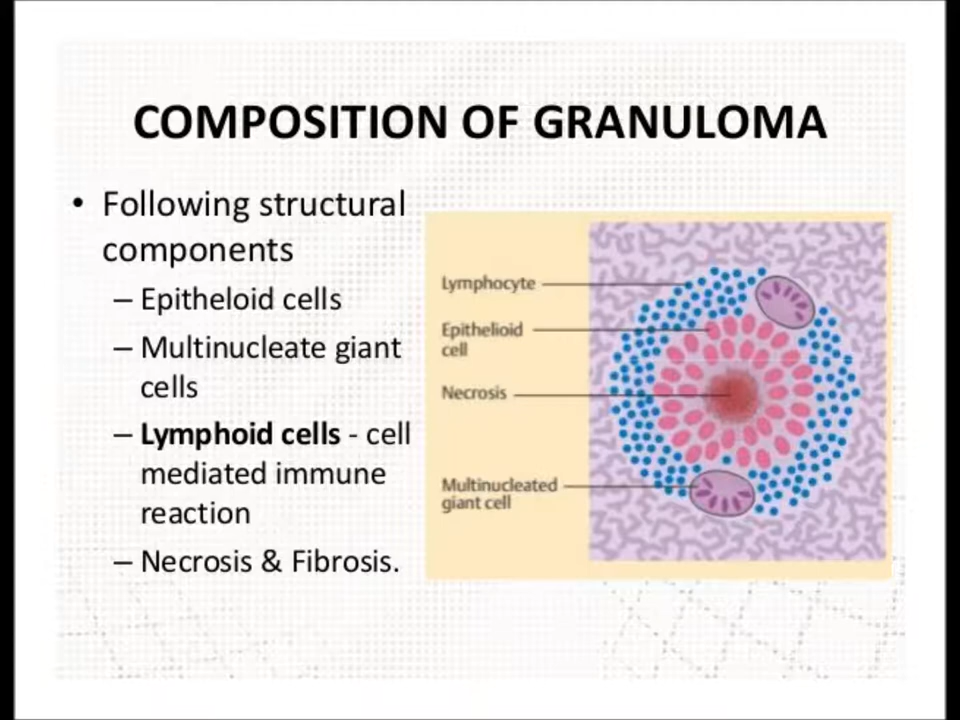 COMPOSITION OF GRANULOMA
• Following structural
components
– Epitheloid cells
– Multinucleate giant
cells
– Lymphoid cells - cell
mediated immune
reaction
– Necrosis & Fibrosis.
Lymphocyte
Epithelioid
cell
Necrosis
Multinucleated
giant cell